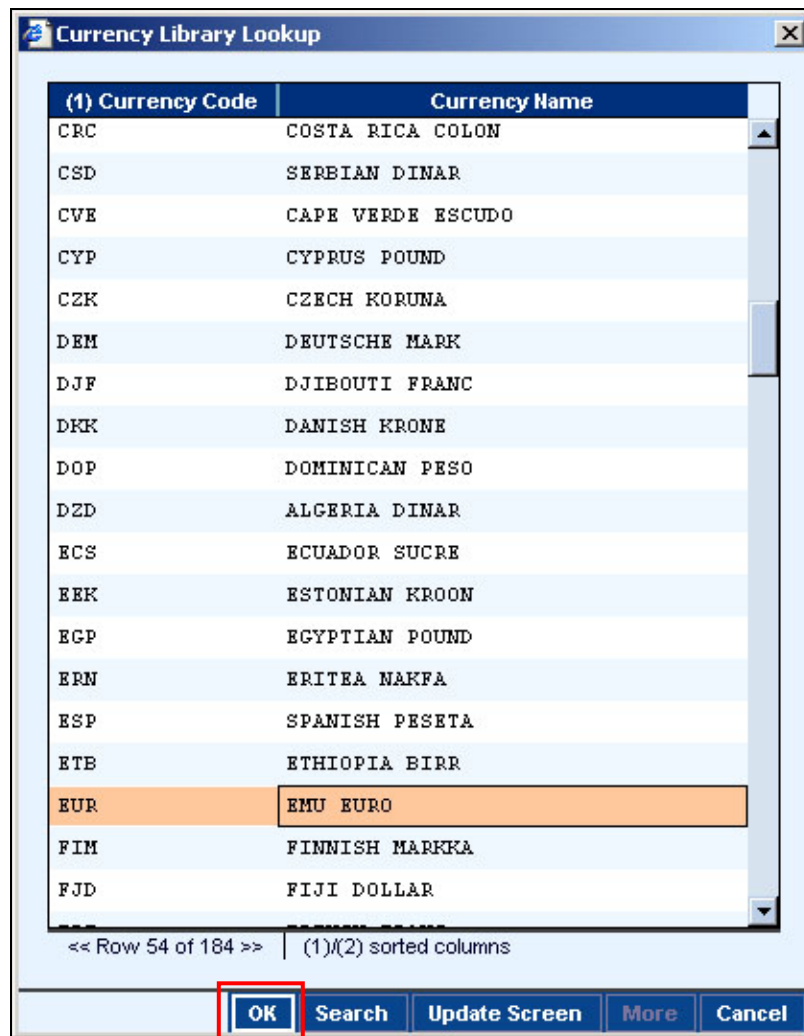 Currency Library Lookup
(1) Currency Code Currency Name
CRC COSTA RICA COLON
CSD SERBIAN DINAR
CVE CAPE VERDE ESCUDO
CYP CYPRUS POUND
CZK CZECH KORUNA
DEM DEUTSCHE MARK
DJF DJIBOUTI FRANC
DKK DANISH KRONE
DOP DOMINICAN PESO
DZD ALGERIA DINAR
ECS ECUADOR SUCRE
EEK ESTONIAN KROON
EGP EGYPTIAN POUND
ERN ERITEA NAKFA
ESP SPANISH PESETA
ETB ETHIOPIA BIRR
EUR EMU EURO
FIM FINNISH MARKKA
FJD FIJI DOLLAR
<< Row 54 of 184 >> (1)/(2) sorted columns
OK Search Update Screen More Cancel